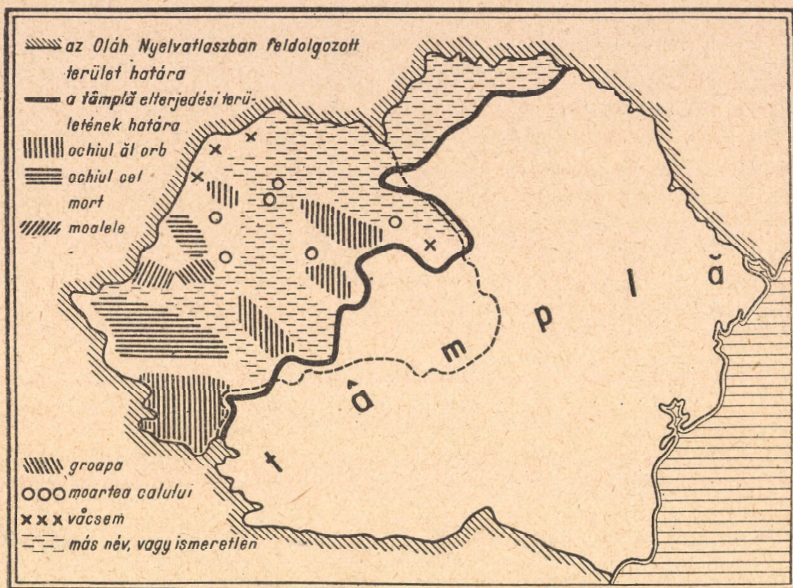 az Oláh Nyelvatlaszban feldolgozott
terület határa
a tâmplă elterjedési terü-
letének határa
ochiul ăl orb
ochiul cel
mort
moalele
t â m p l ă
groapa
moartea calului
văcsem
más név, vagy ismeretlen